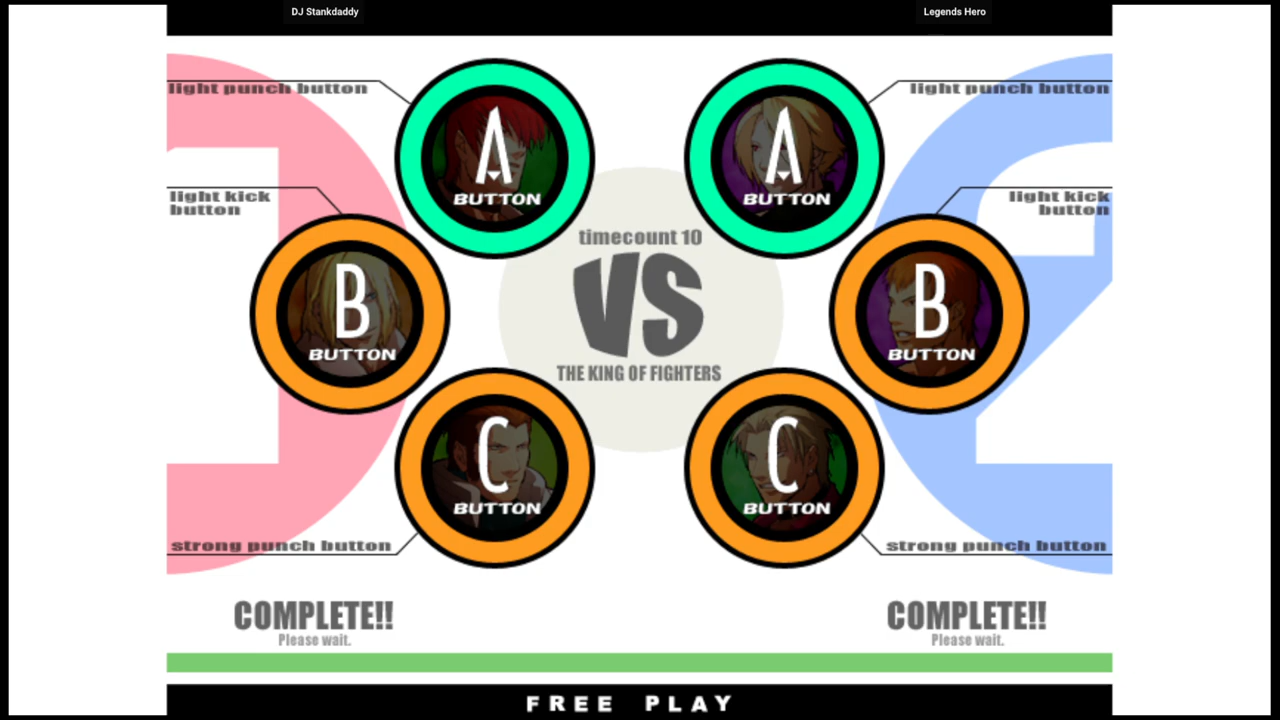 DJ Stankdaddy
Legends Hero
light punch button
light punch button
A
BUTTON
A
BUTTON
light kick
button
light kick
button
timecount 10
VS
THE KING OF FIGHTERS
B
BUTTON
B
BUTTON
1
2
C
BUTTON
C
BUTTON
strong punch button
strong punch button
COMPLETE!!
Please wait.
COMPLETE!!
Please wait.
FREE PLAY